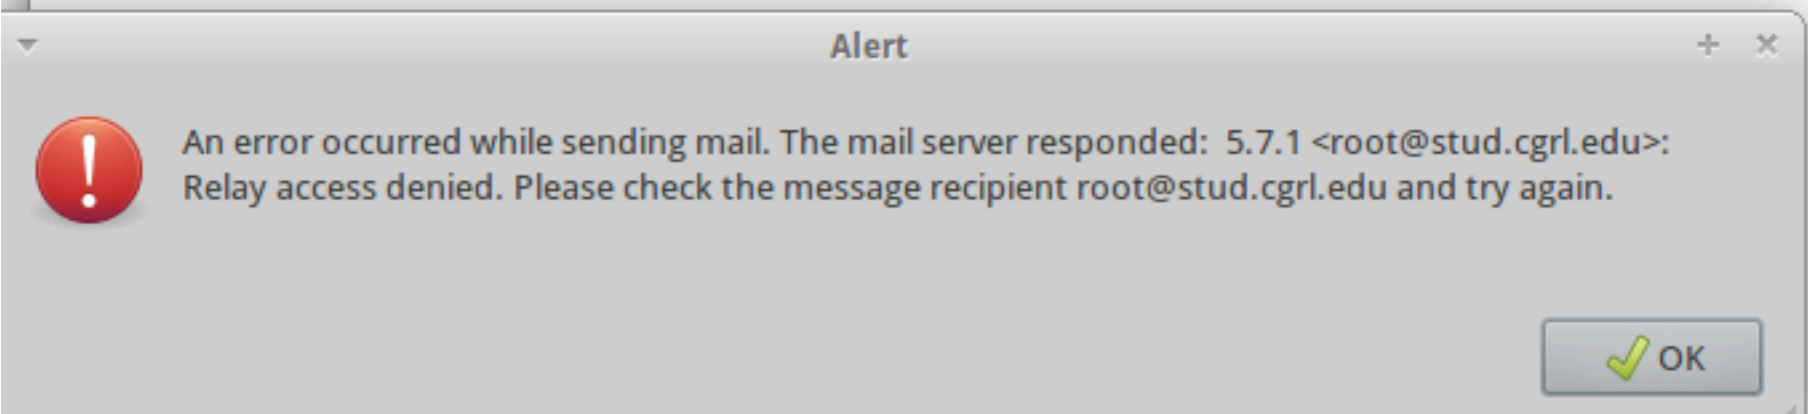 Alert
An error occurred while sending mail. The mail server responded:  5.7.1 <root@stud.cgrl.edu>:
Relay access denied. Please check the message recipient root@stud.cgrl.edu and try again.
OK